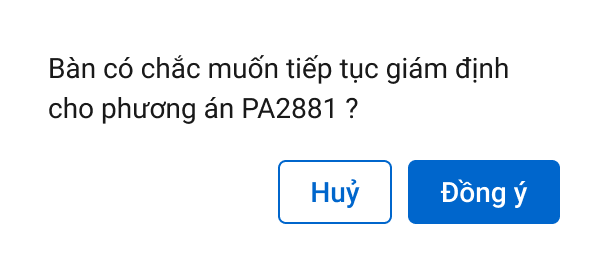 Bàn có chắc muốn tiếp tục giám định
cho phương án PA2881 ?
Huỷ
Đồng ý